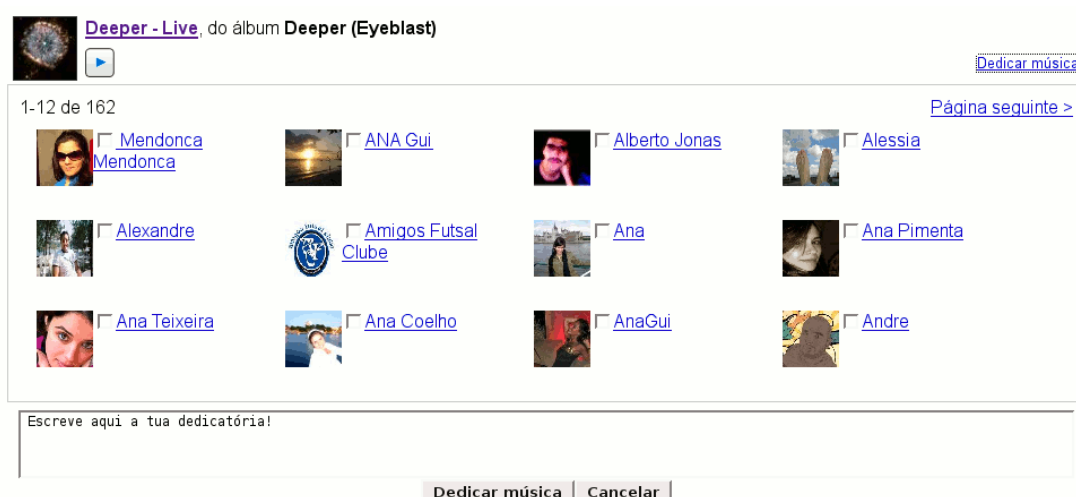 Deeper - Live, do álbum Deeper (Eyeblast)
Dedicar música
1-12 de 162
Página seguinte >
Mendonca Mendonca
ANA Gui
Alberto Jonas
Alessia
Alexandre
Amigos Futsal Clube
Ana
Ana Pimenta
Ana Teixeira
Ana Coelho
AnaGui
Andre
Escreve aqui a tua dedicatória!
Dedicar música
Cancelar